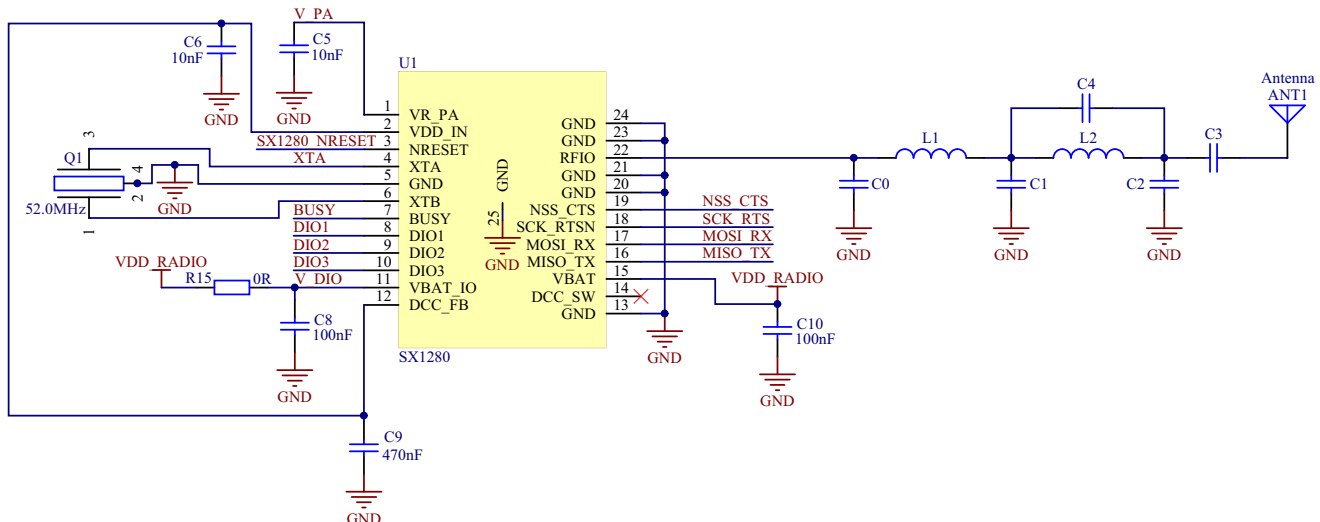 V_PA
C6
10nF
C5
10nF
GND
GND
U1
1
VR_PA
2
VDD_IN
SX1280_NRESET
3
NRESET
XTA
4
XTA
5
GND
6
XTB
BUSY
7
BUSY
DIO1
8
DIO1
DIO2
9
DIO2
DIO3
10
DIO3
V_DIO
11
VBAT_IO
12
DCC_FB
GND
25
GND
24
GND
23
GND
22
RFIO
21
GND
20
GND
19
NSS_CTS
NSS_CTS
18
SCK_RTSN
SCK_RTS
17
MOSI_RX
MOSI_RX
16
MISO_TX
MISO_TX
15
VBAT
14
DCC_SW
13
GND
SX1280
3
Q1
4
2
GND
52.0MHz
1
VDD_RADIO
R15
0R
C8
100nF
GND
C9
470nF
GND
GND
VDD_RADIO
C10
100nF
GND
L1
C0
GND
C4
L2
C1
GND
C2
GND
C3
Antenna
ANT1